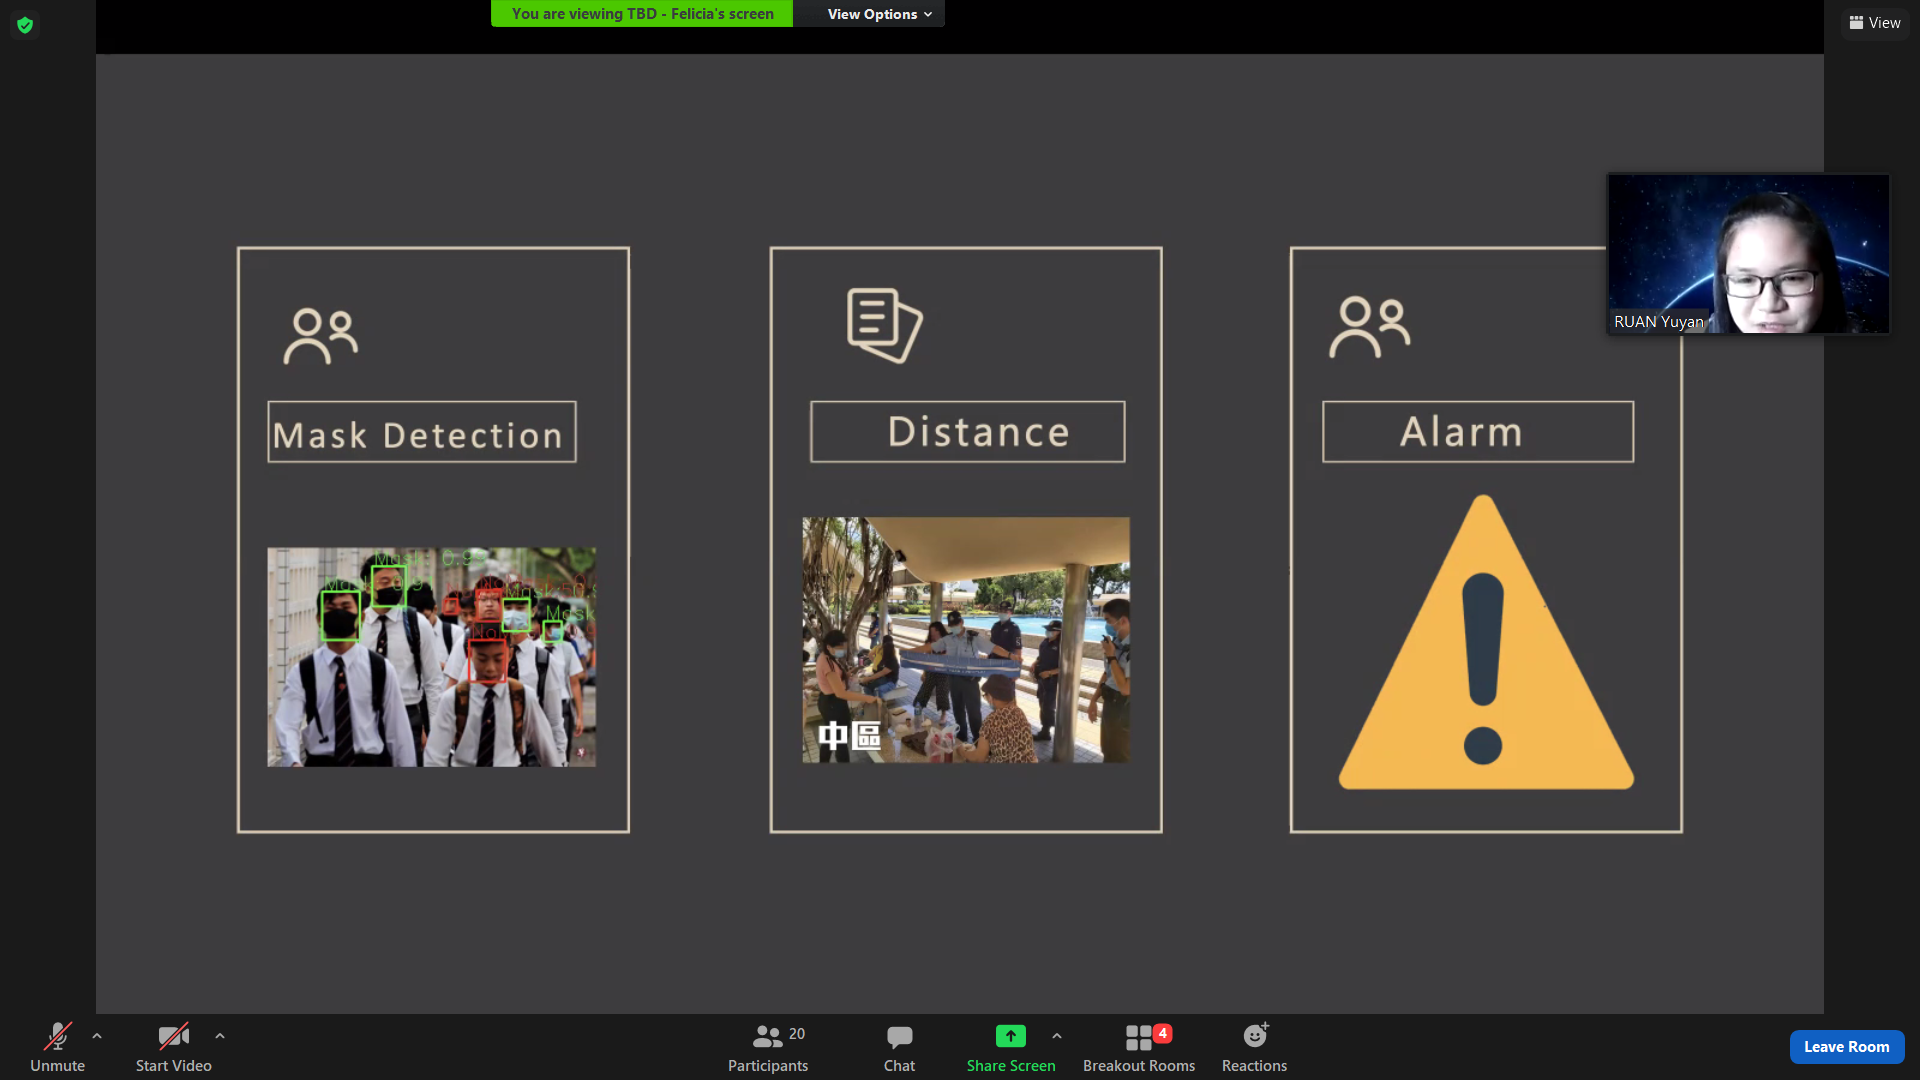 You are viewing TBD - Felicia's screen
View Options
View
RUAN Yuyan
Mask Detection
Distance
Alarm
Mask 0.9
Mask
中區
Unmute
Start Video
Participants
20
Chat
Share Screen
Breakout Rooms
4
Reactions
Leave Room